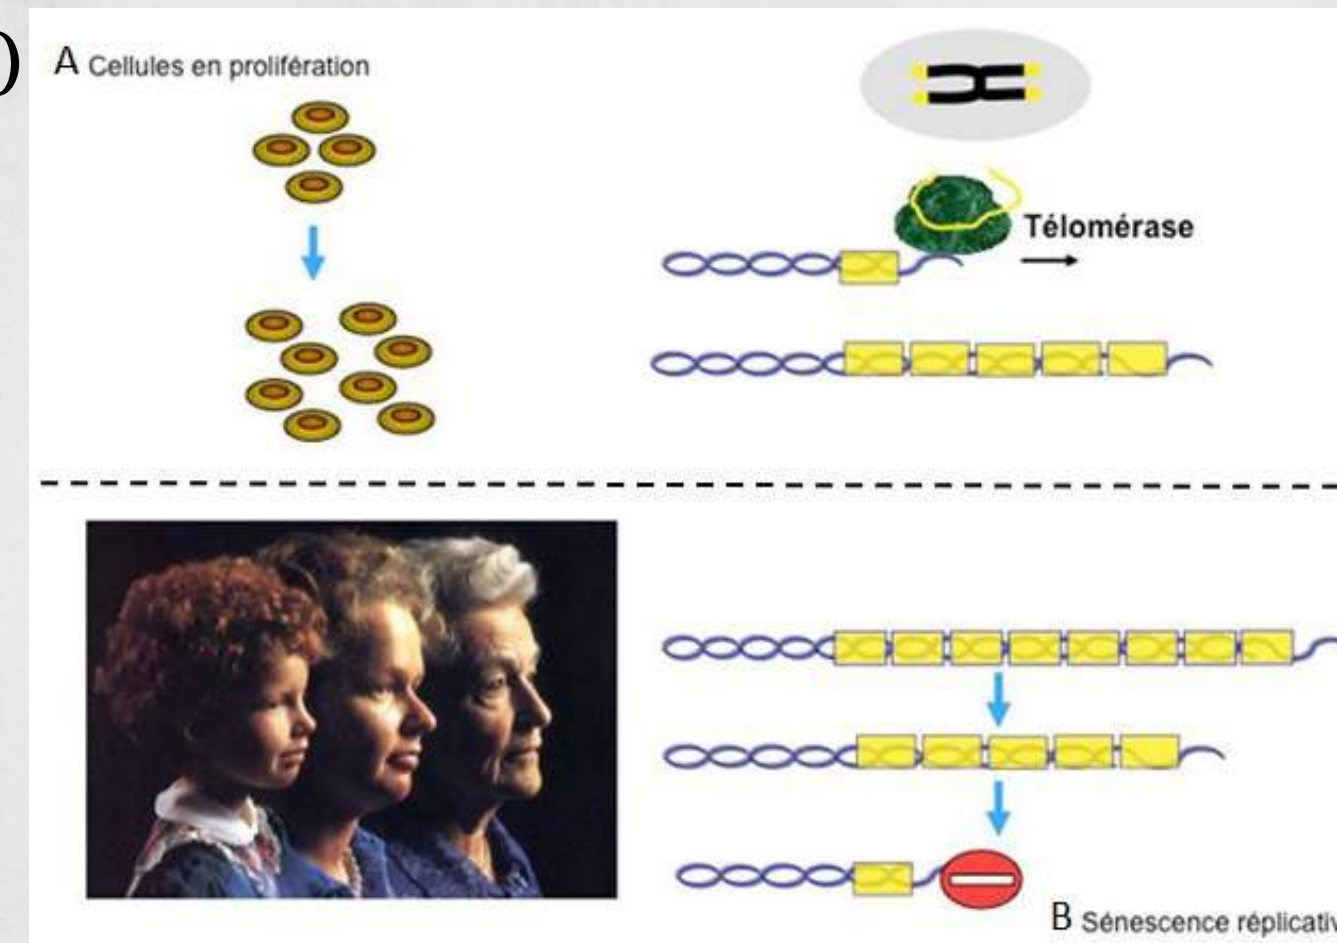 )
A Cellules en prolifération
Télomérase
B Sénescence réplicativ